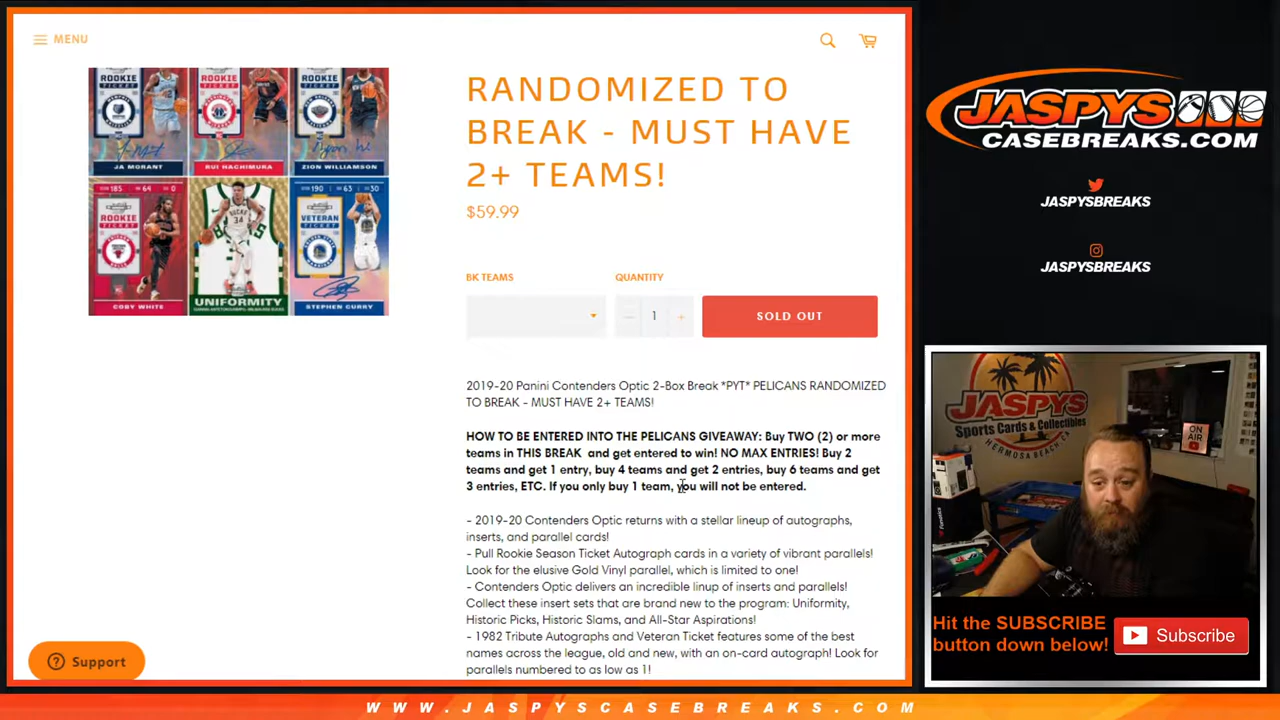 MENU
RANDOMIZED TO
BREAK - MUST HAVE
2+ TEAMS!
$59.99
BK TEAMS
QUANTITY
1
SOLD OUT
ROOKIE
ROOKIE
ROOKIE
JA MORANT
RUI HACHIMURA
ZION WILLIAMSON
185 64 0
190 63 30
ROOKIE
VETERAN
34
COBY WHITE
UNIFORMITY
STEPHEN CURRY
2019-20 Panini Contenders Optic 2-Box Break *PYT* PELICANS RANDOMIZED
TO BREAK - MUST HAVE 2+ TEAMS!
HOW TO BE ENTERED INTO THE PELICANS GIVEAWAY: Buy TWO (2) or more
teams in THIS BREAK and get entered to win! NO MAX ENTRIES! Buy 2
teams and get 1 entry, buy 4 teams and get 2 entries, buy 6 teams and get
3 entries, ETC. If you only buy 1 team, you will not be entered.
- 2019-20 Contenders Optic returns with a stellar lineup of autographs,
inserts, and parallel cards!
- Pull Rookie Season Ticket Autograph cards in a variety of vibrant parallels!
Look for the elusive Gold Vinyl parallel, which is limited to one!
- Contenders Optic delivers an incredible linup of inserts and parallels!
Collect these insert sets that are brand new to the program: Uniformity,
Historic Picks, Historic Slams, and All-Star Aspirations!
- 1982 Tribute Autographs and Veteran Ticket features some of the best
names across the league, old and new, with an on-card autograph! Look for
parallels numbered to as low as 1!
Support
JASPYS
CASEBREAKS.COM
JASPYSBREAKS
JASPYSBREAKS
JASPYS
Sports Cards & Collectibles
HERMOSA BEACH, CA
ON
AIR
Fanatics
Hit the SUBSCRIBE
button down below!
Subscribe
WWW.JASPYSCASEBREAKS.COM